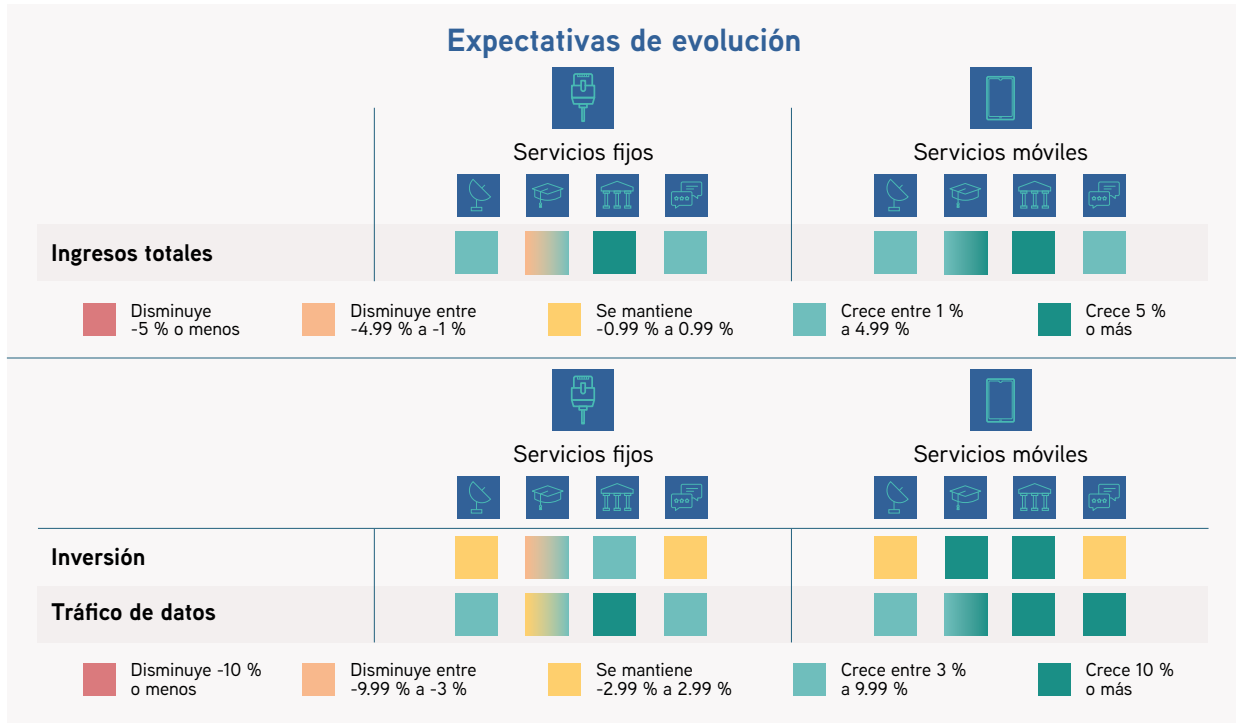 Expectativas de evolución
Servicios fijos
Servicios móviles
Ingresos totales
Disminuye
-5 % o menos
Disminuye entre
-4.99 % a -1 %
Se mantiene
-0.99 % a 0.99 %
Crece entre 1 %
a 4.99 %
Crece 5 %
o más
Servicios fijos
Servicios móviles
Inversión
Tráfico de datos
Disminuye -10 %
o menos
Disminuye entre
-9.99 % a -3 %
Se mantiene
-2.99 % a 2.99 %
Crece entre 3 %
a 9.99 %
Crece 10 %
o más